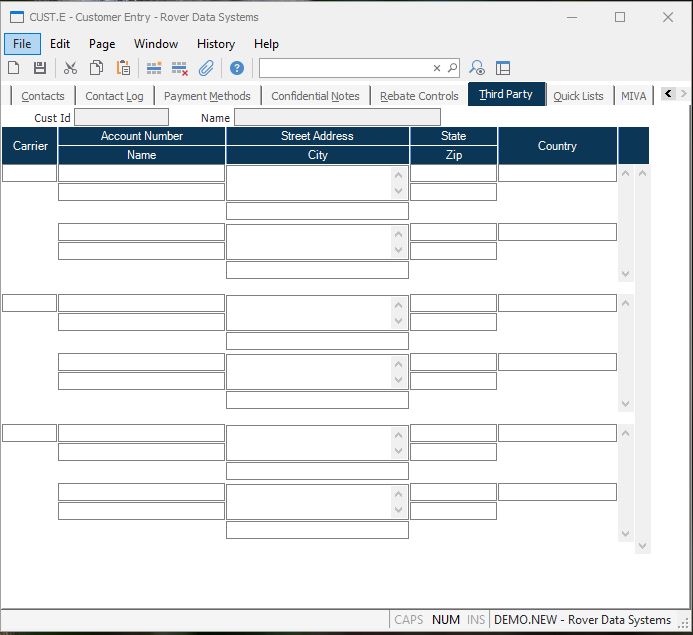 CUST.E - Customer Entry - Rover Data Systems
File Edit Page Window History Help
Contacts Contact Log Payment Methods Confidential Notes Rebate Controls Third Party Quick Lists MIVA
Cust Id Name
Carrier Account Number Street Address State Country
Name City Zip
CAPS NUM INS DEMO.NEW - Rover Data Systems